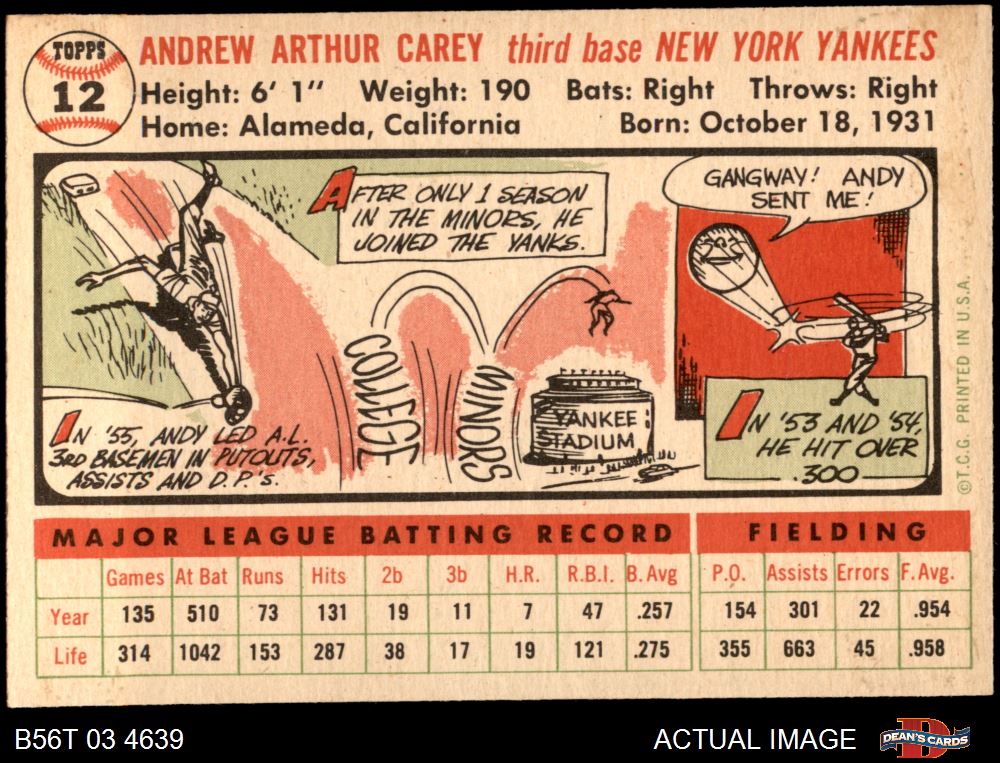 TOPPS
12
ANDREW ARTHUR CAREY third base NEW YORK YANKEES
Height: 6' 1" Weight: 190 Bats: Right Throws: Right
Home: Alameda, California Born: October 18, 1931
AFTER ONLY 1 SEASON
IN THE MINORS, HE
JOINED THE YANKS.
GANGWAY! ANDY
SENT ME!
COLLEGE
MINORS
YANKEE
STADIUM
IN '55, ANDY LED A.L.
3RD BASEMEN IN PUTOUTS,
ASSISTS AND D.P.'s.
IN '53 AND '54,
HE HIT OVER
.300
©T.C.G. PRINTED IN U.S.A.
MAJOR LEAGUE BATTING RECORD FIELDING
Games At Bat Runs Hits 2b 3b H.R. R.B.I. B. Avg P.O. Assists Errors F. Avg.
Year 135 510 73 131 19 11 7 47 .257 154 301 22 .954
Life 314 1042 153 287 38 17 19 121 .275 355 663 45 .958
B56T 03 4639 ACTUAL IMAGE DEAN'S CARDS